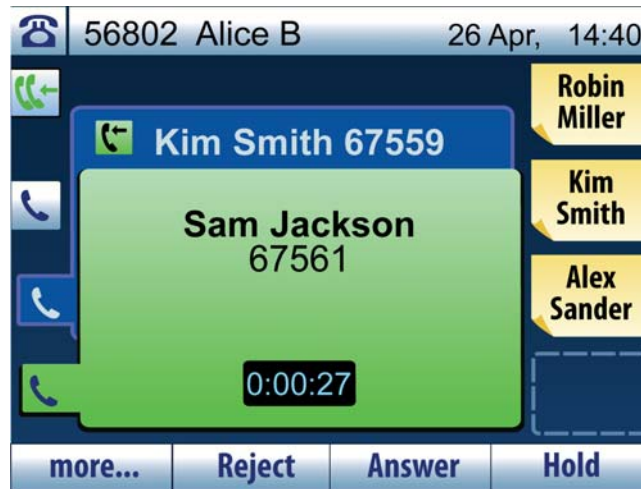 56802 Alice B 26 Apr, 14:40
Robin
Miller
Kim Smith 67559
Kim
Smith
Sam Jackson
67561
Alex
Sander
0:00:27
more... Reject Answer Hold